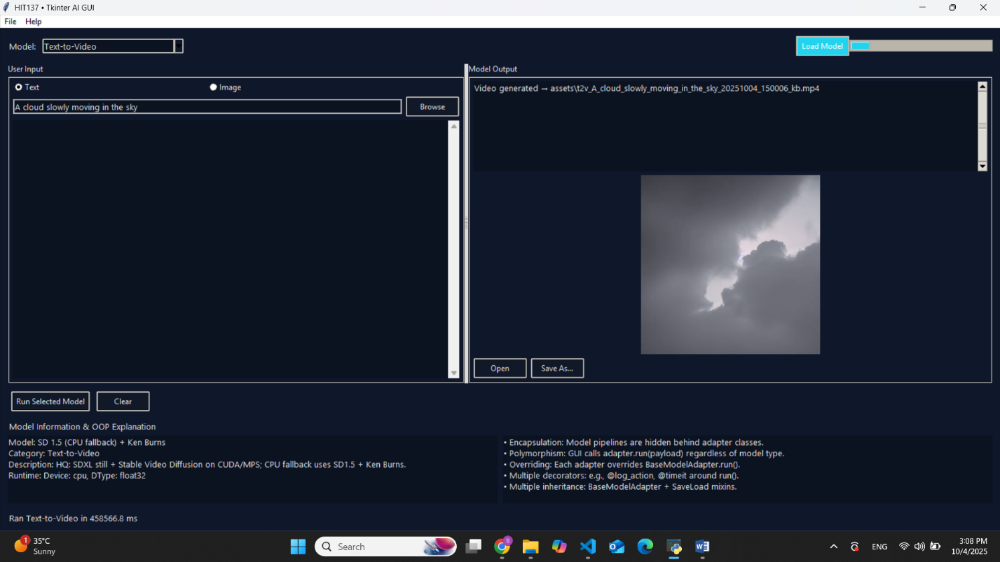 HIT137 • Tkinter AI GUI
File Help
Model: Text-to-Video
Load Model
User Input
Text
Image
A cloud slowly moving in the sky
Browse
Model Output
Video generated → assets\t2v_A_cloud_slowly_moving_in_the_sky_20251004_150006_kb.mp4
Open
Save As...
Run Selected Model
Clear
Model Information & OOP Explanation
Model: SD 1.5 (CPU fallback) + Ken Burns
Category: Text-to-Video
Description: HQ: SDXL still + Stable Video Diffusion on CUDA/MPS; CPU fallback uses SD1.5 + Ken Burns.
Runtime: Device: cpu, DType: float32
• Encapsulation: Model pipelines are hidden behind adapter classes.
• Polymorphism: GUI calls adapter.run(payload) regardless of model type.
• Overriding: Each adapter overrides BaseModelAdapter.run().
• Multiple decorators: e.g., @log_action, @timeit around run().
• Multiple inheritance: BaseModelAdapter + SaveLoad mixins.
Ran Text-to-Video in 458566.8 ms
1
35°C
Sunny
Search
S
ENG
3:08 PM
10/4/2025